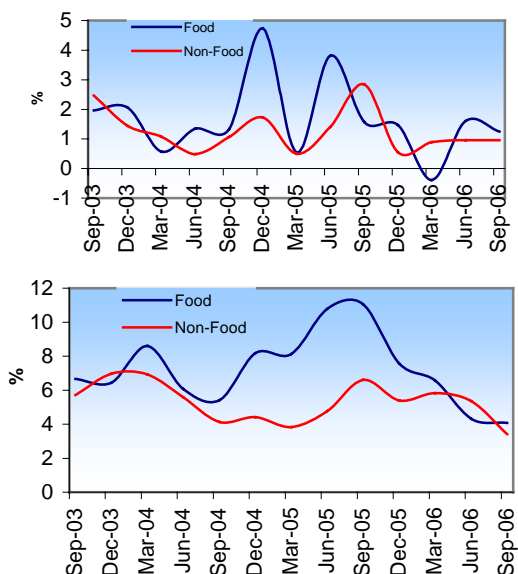 5
4
3
2
1
0
-1
%
Food
Non-Food
Sep-03
Dec-03
Mar-04
Jun-04
Sep-04
Dec-04
Mar-05
Jun-05
Sep-05
Dec-05
Mar-06
Jun-06
Sep-06
12
10
8
6
4
2
0
%
Food
Non-Food
Sep-03
Dec-03
Mar-04
Jun-04
Sep-04
Dec-04
Mar-05
Jun-05
Sep-05
Dec-05
Mar-06
Jun-06
Sep-06